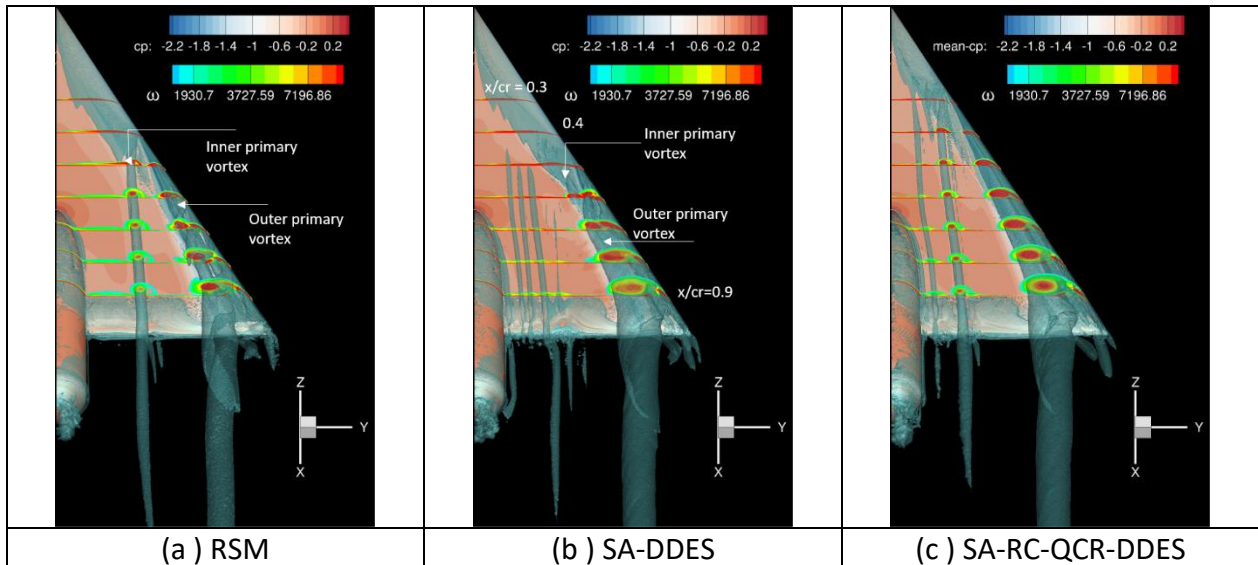 cp: -2.2 -1.8 -1.4 -1 -0.6 -0.2 0.2
ω 1930.7 3727.59 7196.86
Inner primary
vortex
Outer primary
vortex
Z
Y
X
(a ) RSM
cp: -2.2 -1.8 -1.4 -1 -0.6 -0.2 0.2
ω 1930.7 3727.59 7196.86
x/cr = 0.3
0.4
Inner primary
vortex
Outer primary
vortex
x/cr=0.9
Z
Y
X
(b ) SA-DDES
mean-cp: -2.2 -1.8 -1.4 -1 -0.6 -0.2 0.2
ω 1930.7 3727.59 7196.86
Z
Y
X
(c ) SA-RC-QCR-DDES